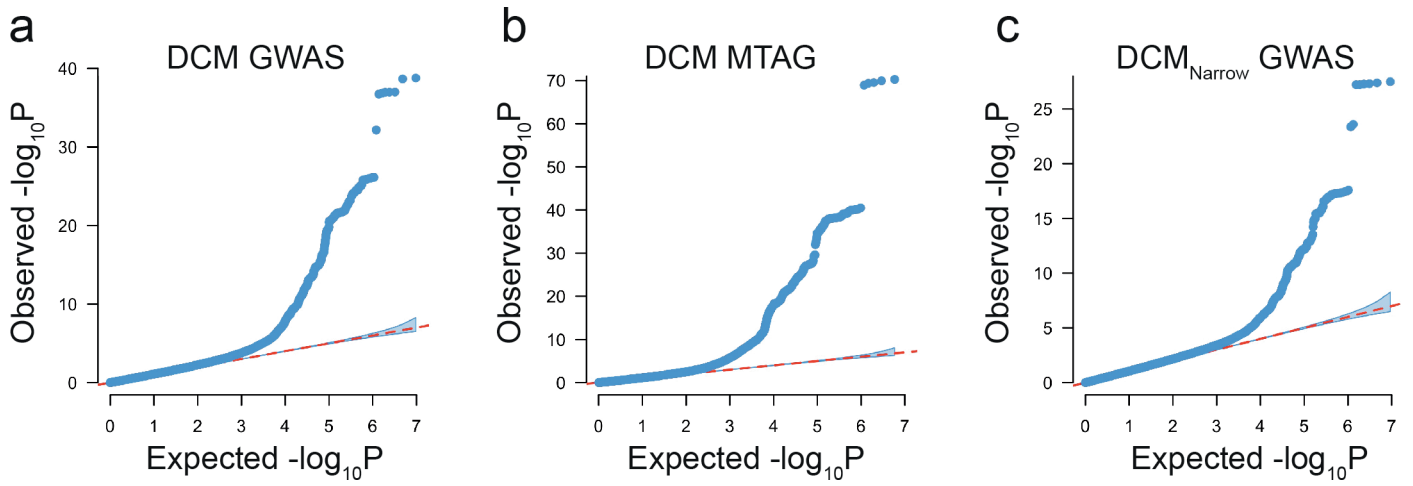 a
DCM GWAS
Observed -log10P
40
30
20
10
0
0 1 2 3 4 5 6 7
Expected -log10P
b
DCM MTAG
Observed -log10P
70
60
50
40
30
20
10
0
0 1 2 3 4 5 6 7
Expected -log10P
c
DCMNarrow GWAS
Observed -log10P
25
20
15
10
5
0
0 1 2 3 4 5 6 7
Expected -log10P